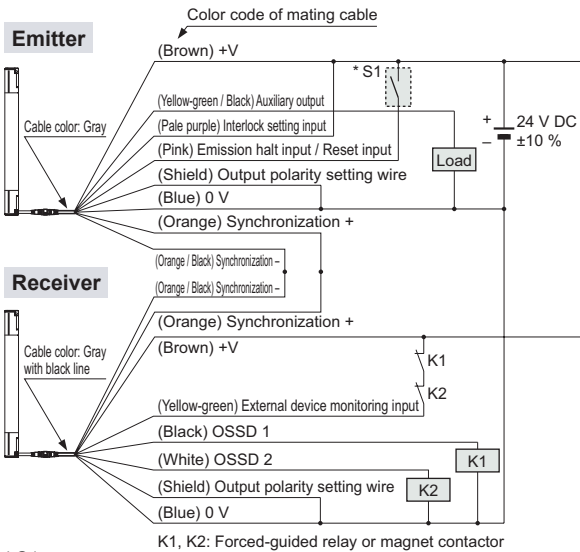 Color code of mating cable
Emitter
(Brown) +V
* S1
(Yellow-green / Black) Auxiliary output
Cable color: Gray
(Pale purple) Interlock setting input
+
–
24 V DC
±10 %
(Pink) Emission halt input / Reset input
Load
(Shield) Output polarity setting wire
(Blue) 0 V
(Orange) Synchronization +
(Orange / Black) Synchronization –
Receiver
(Orange / Black) Synchronization –
(Orange) Synchronization +
(Brown) +V
Cable color: Gray
with black line
K1
K2
(Yellow-green) External device monitoring input
(Black) OSSD 1
(White) OSSD 2
K1
(Shield) Output polarity setting wire
K2
(Blue) 0 V
K1, K2: Forced-guided relay or magnet contactor